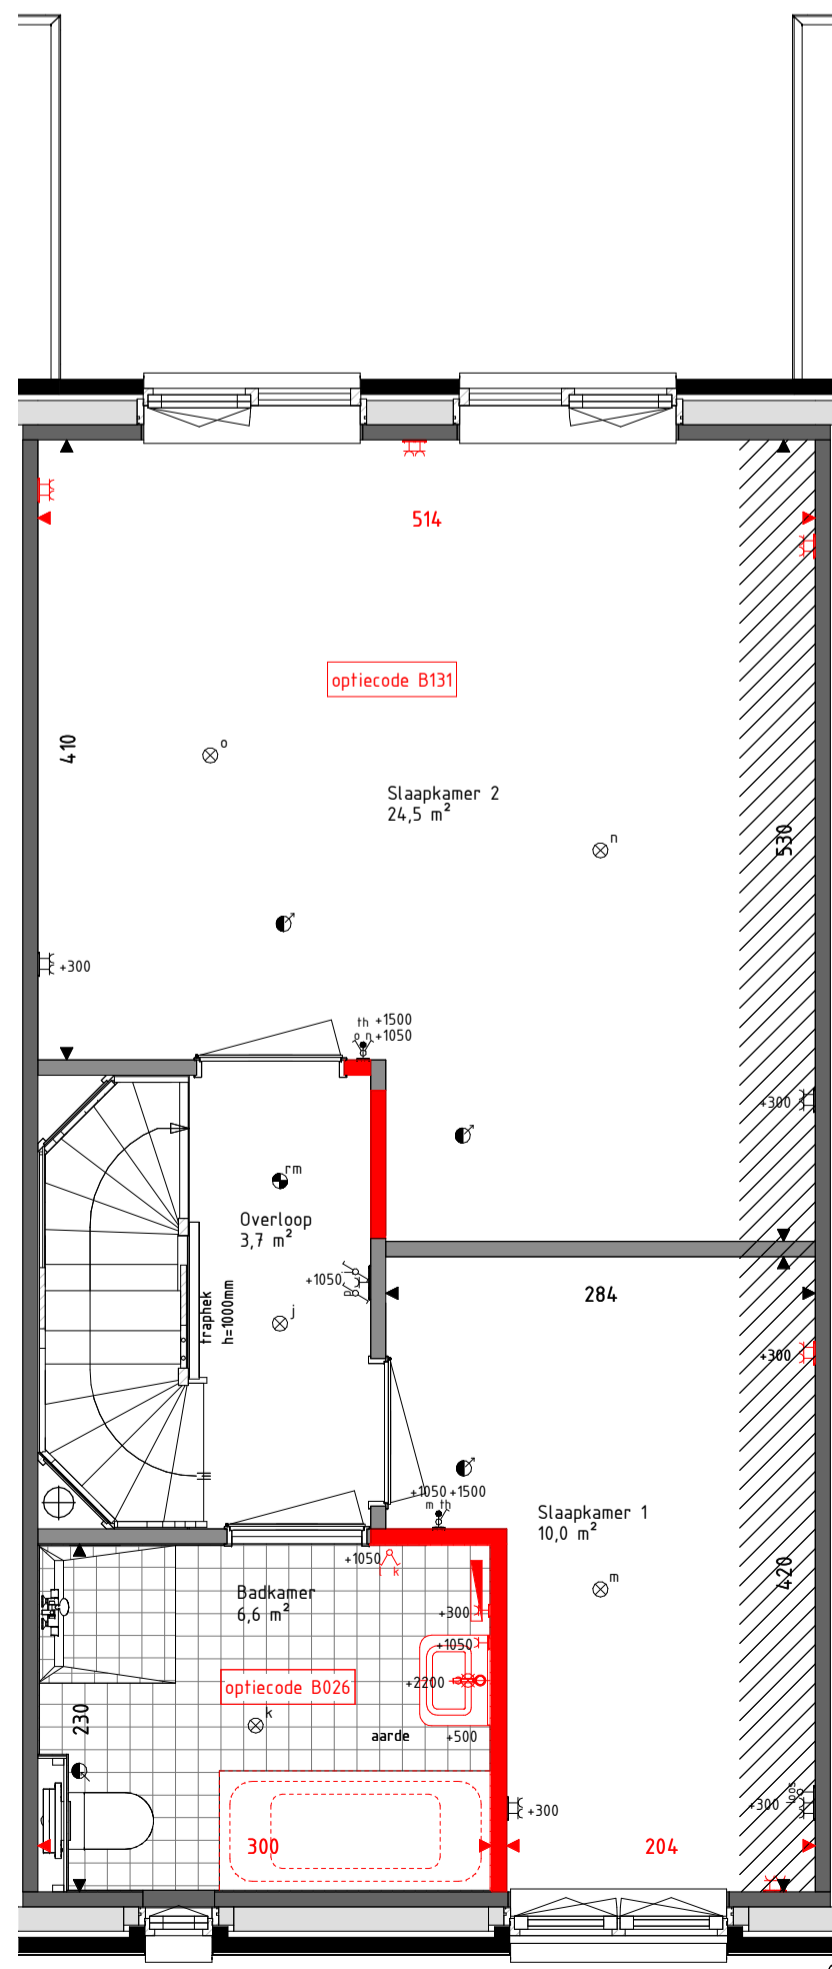 514
optiecode B131
410
o
Slaapkamer 2
24,5 m²
n
530
+300
th +1500
o n +1050
+300
rm
Overloop
3,7 m²
+1050
j
p
284
j
traphek
h=1000mm
+300
+1050 +1500
m th
Slaapkamer 1
10,0 m²
420
+1050
l k
m
Badkamer
6,6 m²
+300
+1050
optiecode B026
+2200
k
230
aarde
+500
loos
+300
+300
300
204